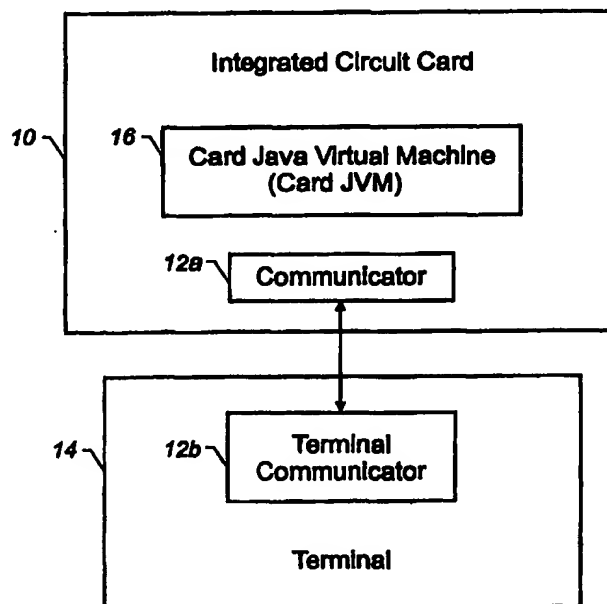 Integrated Circuit Card
10
16
Card Java Virtual Machine
(Card JVM)
12a
Communicator
14
12b
Terminal
Communicator
Terminal